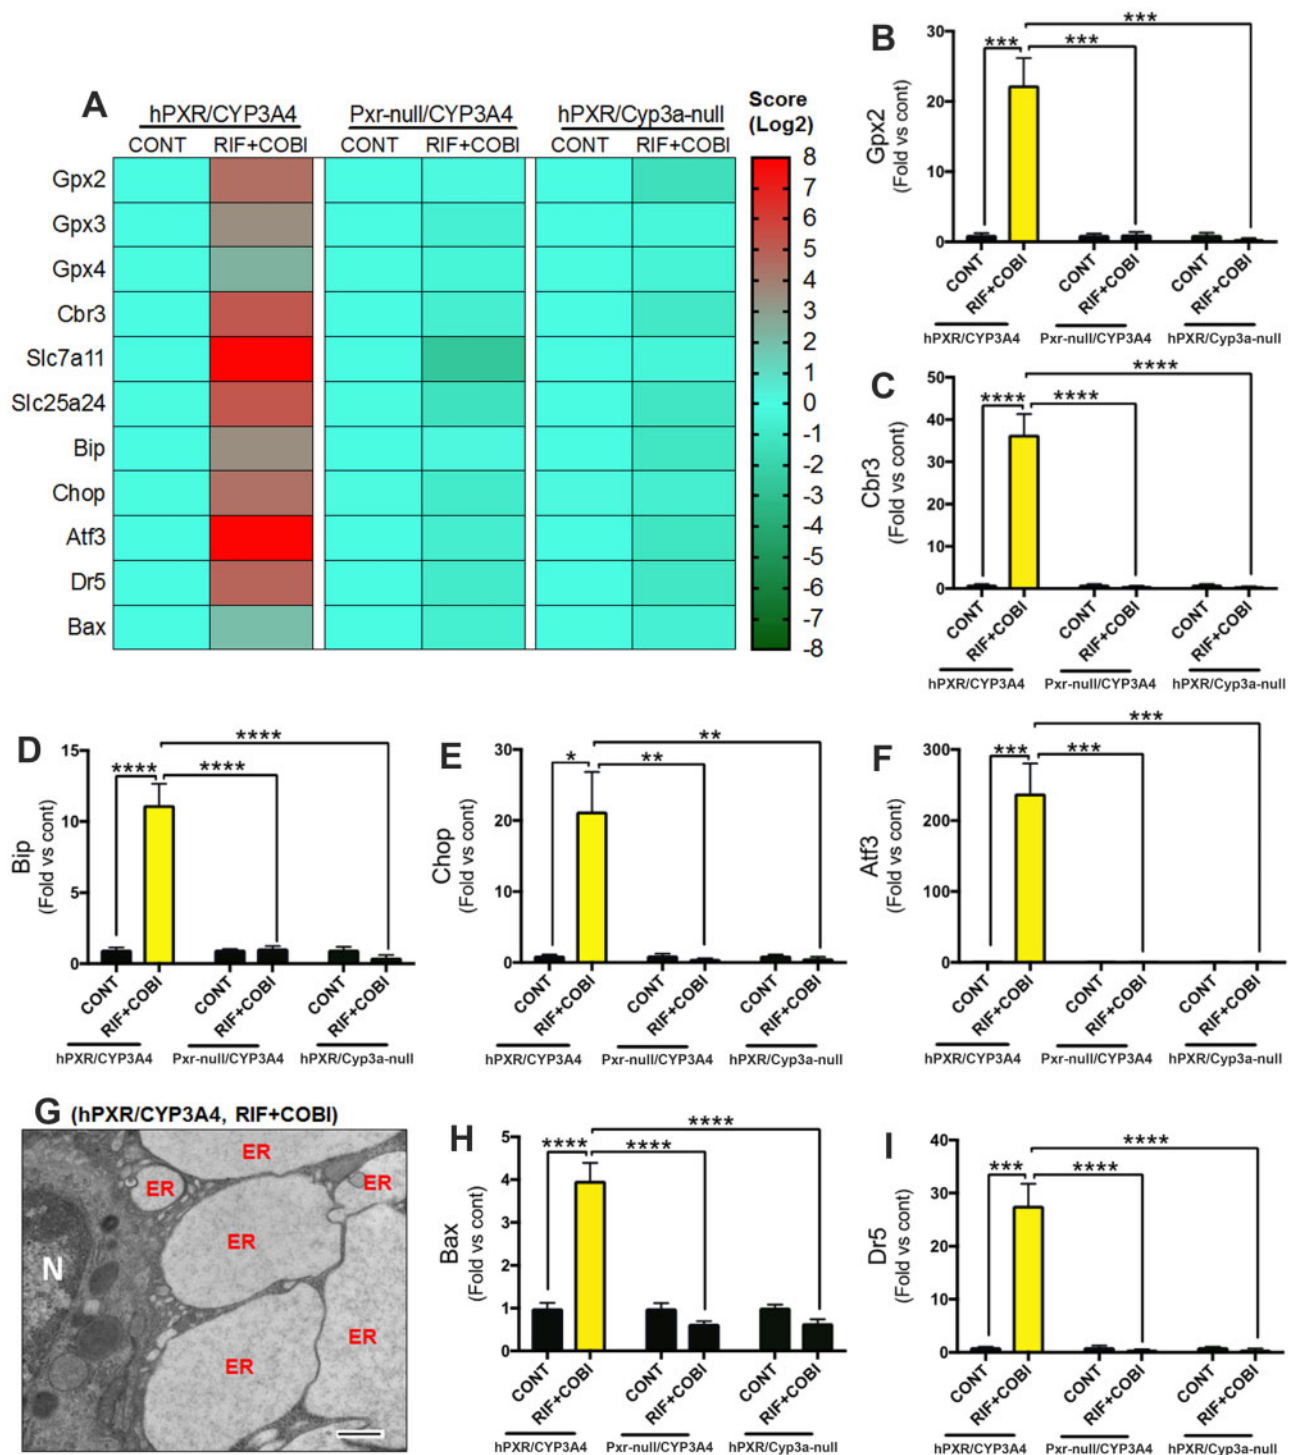 A
hPXR/CYP3A4 Pxr-null/CYP3A4 hPXR/Cyp3a-null
CONT RIF+COBI CONT RIF+COBI CONT RIF+COBI
Score
(Log2)
Gpx2
Gpx3
Gpx4
Cbr3
Slc7a11
Slc25a24
Bip
Chop
Atf3
Dr5
Bax
8
7
6
5
4
3
2
1
0
-1
-2
-3
-4
-5
-6
-7
-8
B
Gpx2
(Fold vs cont)
30
20
10
0
*** *** ***
CONT RIF+COBI CONT RIF+COBI CONT RIF+COBI
hPXR/CYP3A4 Pxr-null/CYP3A4 hPXR/Cyp3a-null
C
Cbr3
(Fold vs cont)
50
40
30
20
10
0
**** **** ****
CONT RIF+COBI CONT RIF+COBI CONT RIF+COBI
hPXR/CYP3A4 Pxr-null/CYP3A4 hPXR/Cyp3a-null
D
Bip
(Fold vs cont)
15
10
5
0
**** **** ****
CONT RIF+COBI CONT RIF+COBI CONT RIF+COBI
hPXR/CYP3A4 Pxr-null/CYP3A4 hPXR/Cyp3a-null
E
Chop
(Fold vs cont)
30
20
10
0
* ** **
CONT RIF+COBI CONT RIF+COBI CONT RIF+COBI
hPXR/CYP3A4 Pxr-null/CYP3A4 hPXR/Cyp3a-null
F
Atf3
(Fold vs cont)
300
200
100
0
*** *** ***
CONT RIF+COBI CONT RIF+COBI CONT RIF+COBI
hPXR/CYP3A4 Pxr-null/CYP3A4 hPXR/Cyp3a-null
G (hPXR/CYP3A4, RIF+COBI)
ER
ER
ER
ER
N
ER
ER
H
Bax
(Fold vs cont)
5
4
3
2
1
0
**** **** ****
CONT RIF+COBI CONT RIF+COBI CONT RIF+COBI
hPXR/CYP3A4 Pxr-null/CYP3A4 hPXR/Cyp3a-null
I
Dr5
(Fold vs cont)
40
30
20
10
0
*** **** ****
CONT RIF+COBI CONT RIF+COBI CONT RIF+COBI
hPXR/CYP3A4 Pxr-null/CYP3A4 hPXR/Cyp3a-null